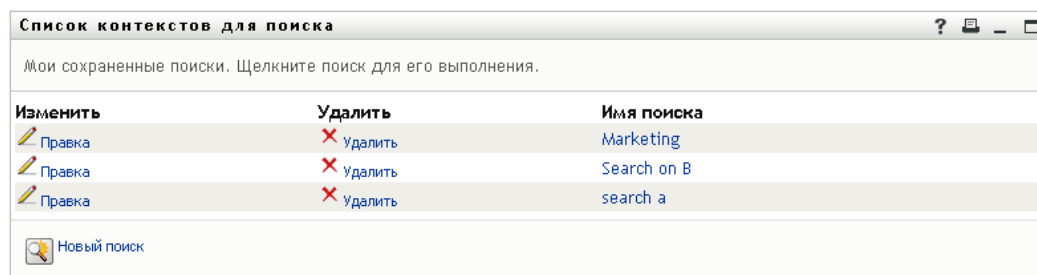 Список контекстов для поиска ?
Мои сохраненные поиски. Щелкните поиск для его выполнения.
Изменить Удалить Имя поиска
Правка Удалить Marketing
Правка Удалить Search on B
Правка Удалить search a
Новый поиск